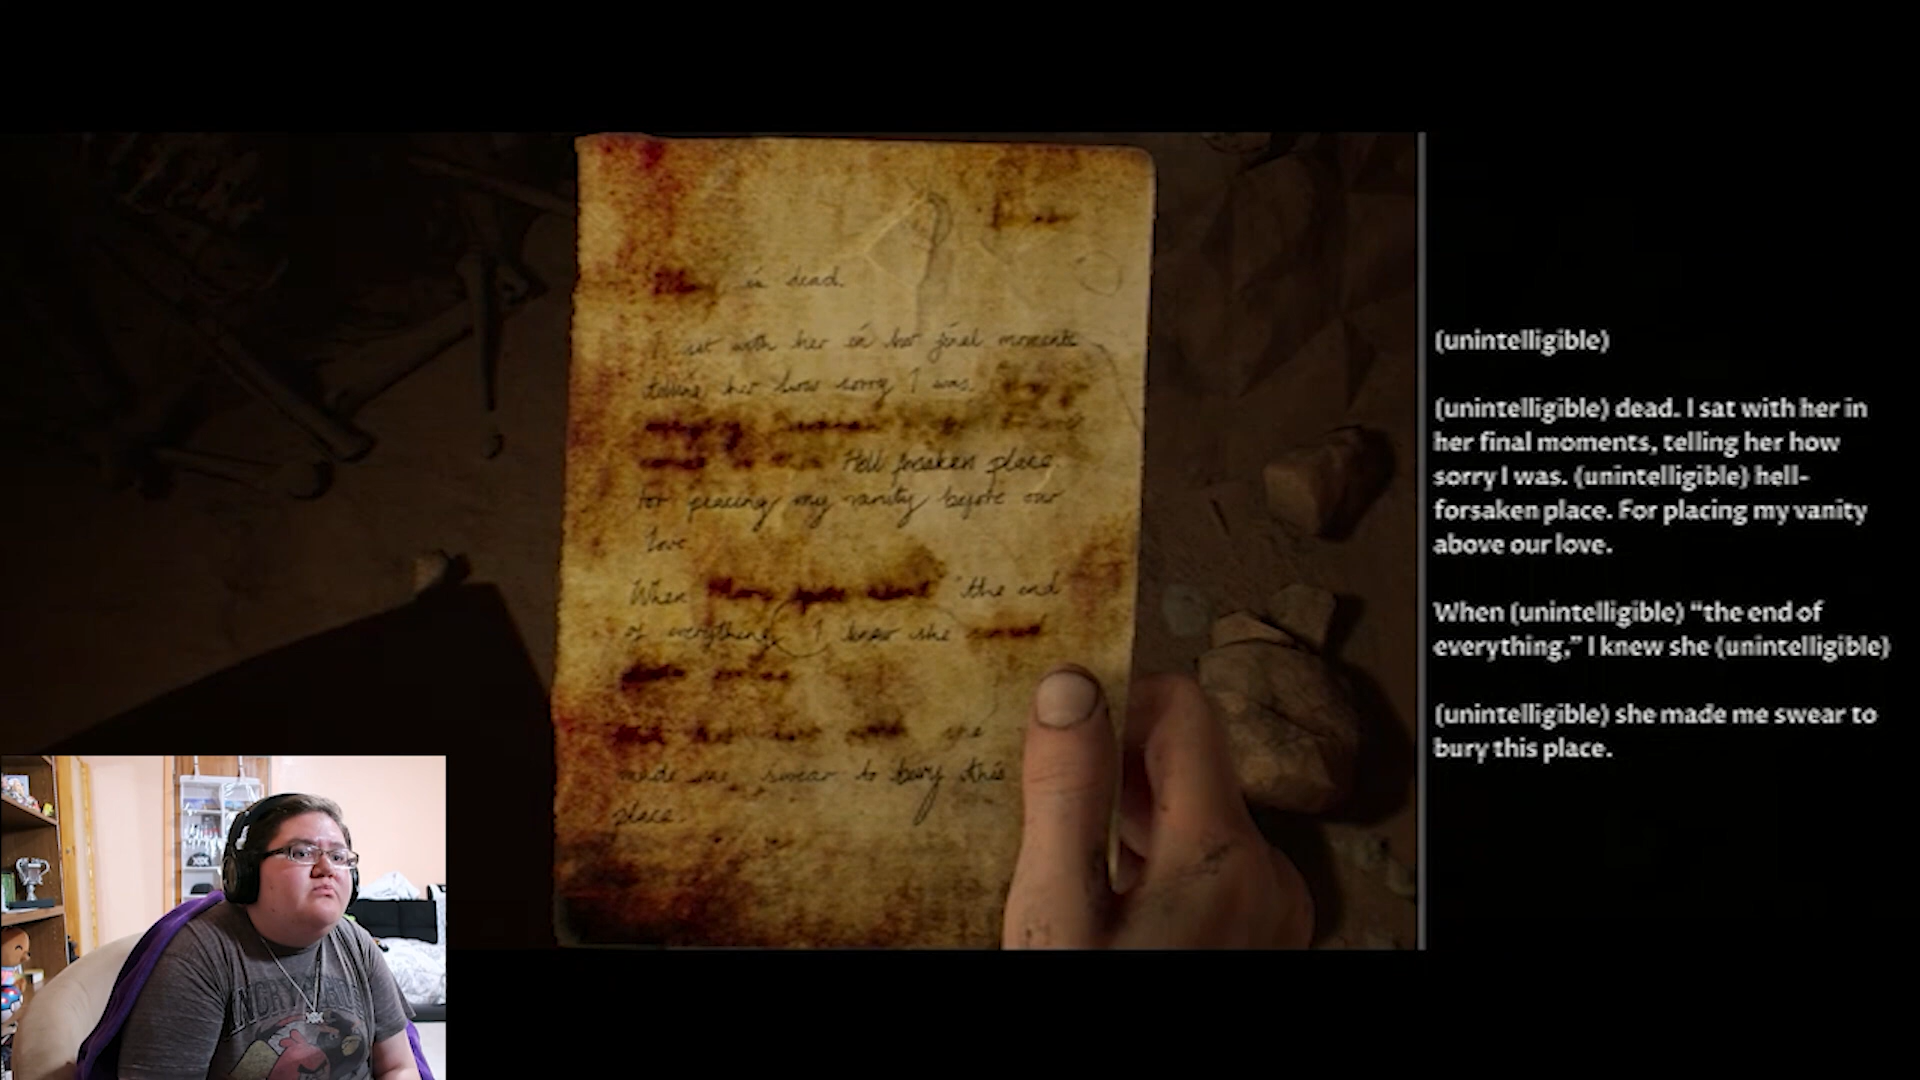 is dead.
I sat with her in her final moments
telling her how sorry I was.
Hell forsaken place.
For placing my vanity before our
love.
When "the end
of everything, I knew she
she
made me swear to bury this
place.
(unintelligible)
(unintelligible) dead. I sat with her in
her final moments, telling her how
sorry I was. (unintelligible) hell-
forsaken place. For placing my vanity
above our love.
When (unintelligible) “the end of
everything,” I knew she (unintelligible)
(unintelligible) she made me swear to
bury this place.